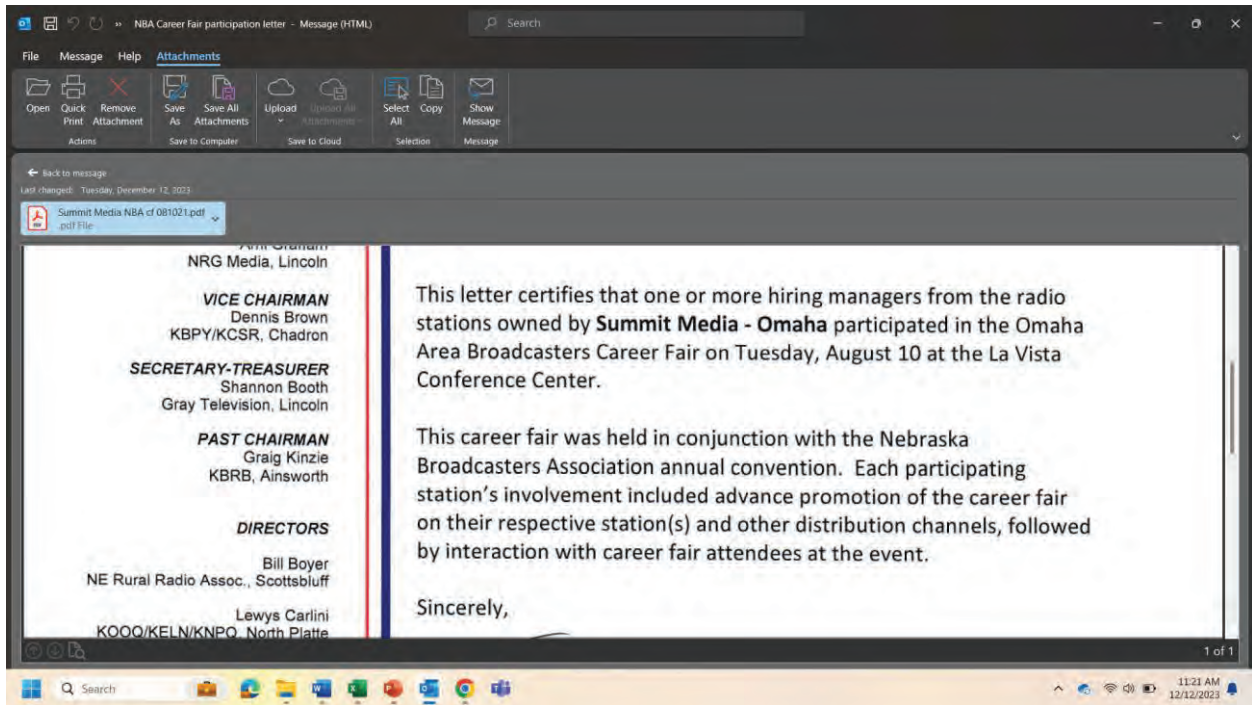 NBA Career Fair participation letter - Message (HTML)
Search
File Message Help Attachments
Open Quick Print Remove Attachment Save As Save All Attachments Upload Upload All Attachments Select All Copy Show Message
Actions Save to Computer Save to Cloud Selection Message
Back to message
Last changed: Tuesday, December 12, 2023
Summit Media NBA cf 081021.pdf
.pdf File
NRG Media, Lincoln
VICE CHAIRMAN
Dennis Brown
KBPY/KCSR, Chadron
SECRETARY-TREASURER
Shannon Booth
Gray Television, Lincoln
PAST CHAIRMAN
Graig Kinzie
KBRB, Ainsworth
DIRECTORS
Bill Boyer
NE Rural Radio Assoc., Scottsbluff
Lewys Carlini
KOOQ/KELN/KNPQ, North Platte
This letter certifies that one or more hiring managers from the radio
stations owned by Summit Media - Omaha participated in the Omaha
Area Broadcasters Career Fair on Tuesday, August 10 at the La Vista
Conference Center.
This career fair was held in conjunction with the Nebraska
Broadcasters Association annual convention. Each participating
station's involvement included advance promotion of the career fair
on their respective station(s) and other distribution channels, followed
by interaction with career fair attendees at the event.
Sincerely,
1 of 1
Search
11:21 AM
12/12/2023